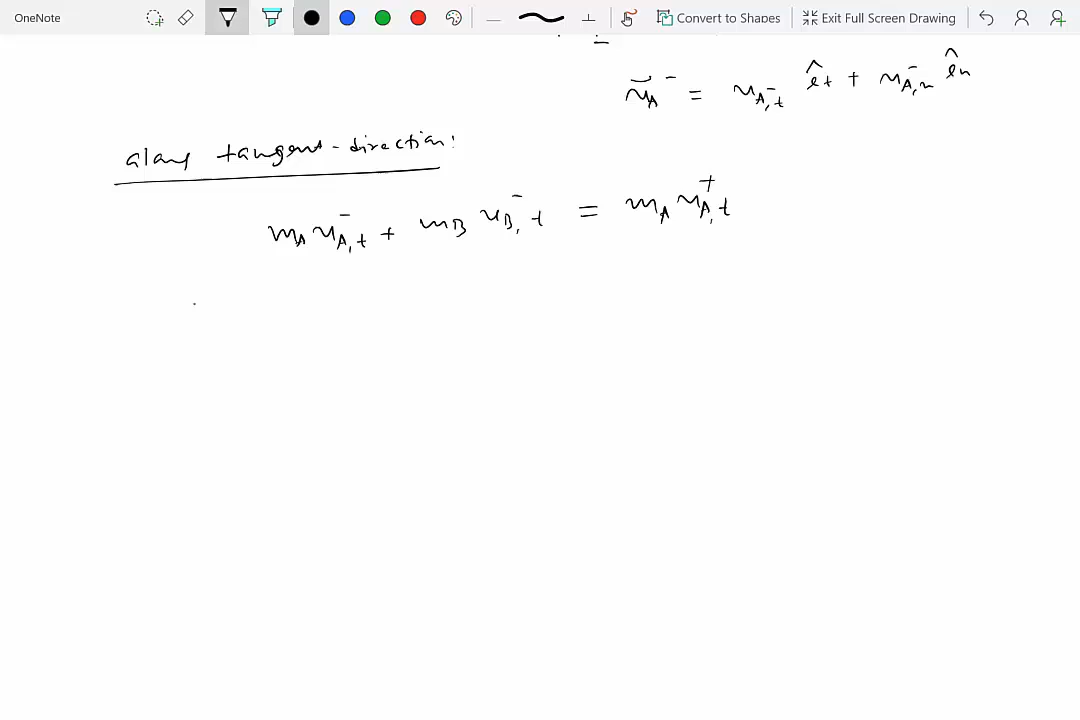 OneNote Convert to Shapes Exit Full Screen Drawing
v⃗_A⁻ = v_{A,t}⁻ ê_t + v_{A,n}⁻ ê_n
along tangent-direction:
m_A v_{A,t}⁻ + m_B v_{B,t}⁻ = m_A v_{A,t}⁺